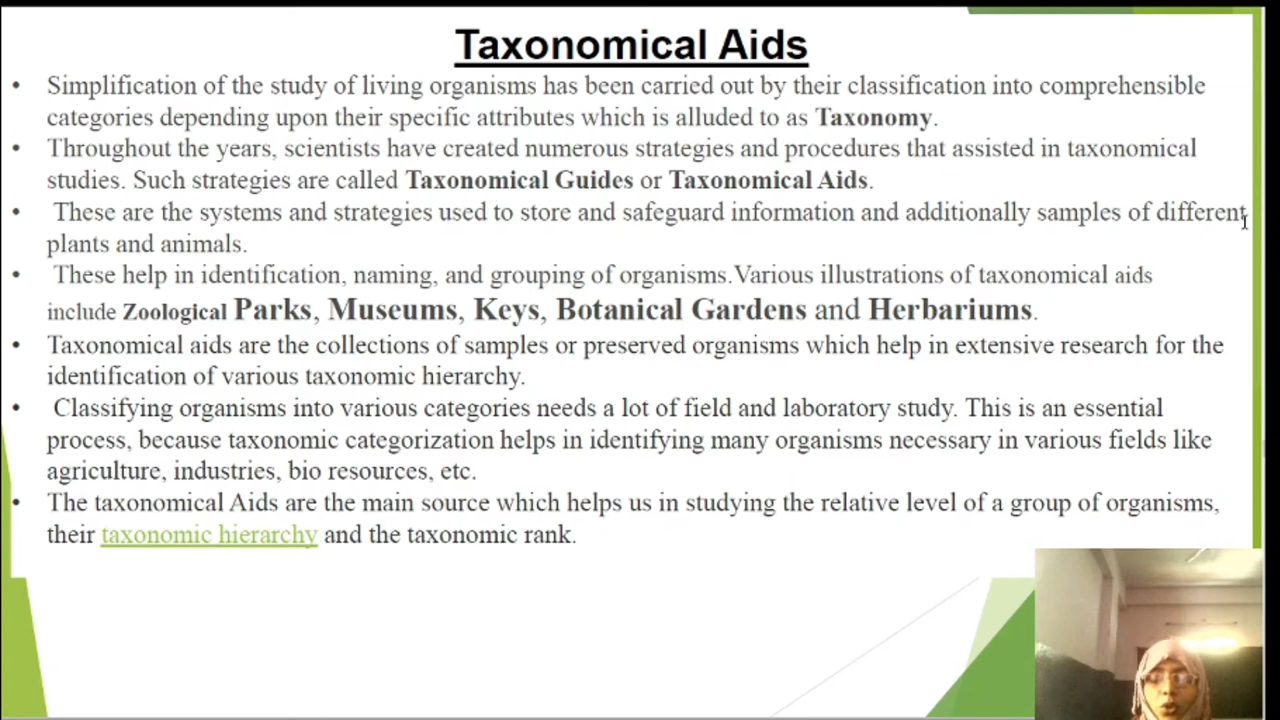 Taxonomical Aids
• Simplification of the study of living organisms has been carried out by their classification into comprehensible
categories depending upon their specific attributes which is alluded to as Taxonomy.
• Throughout the years, scientists have created numerous strategies and procedures that assisted in taxonomical
studies. Such strategies are called Taxonomical Guides or Taxonomical Aids.
• These are the systems and strategies used to store and safeguard information and additionally samples of different
plants and animals.
• These help in identification, naming, and grouping of organisms.Various illustrations of taxonomical aids
include Zoological Parks, Museums, Keys, Botanical Gardens and Herbariums.
• Taxonomical aids are the collections of samples or preserved organisms which help in extensive research for the
identification of various taxonomic hierarchy.
• Classifying organisms into various categories needs a lot of field and laboratory study. This is an essential
process, because taxonomic categorization helps in identifying many organisms necessary in various fields like
agriculture, industries, bio resources, etc.
• The taxonomical Aids are the main source which helps us in studying the relative level of a group of organisms,
their taxonomic hierarchy and the taxonomic rank.